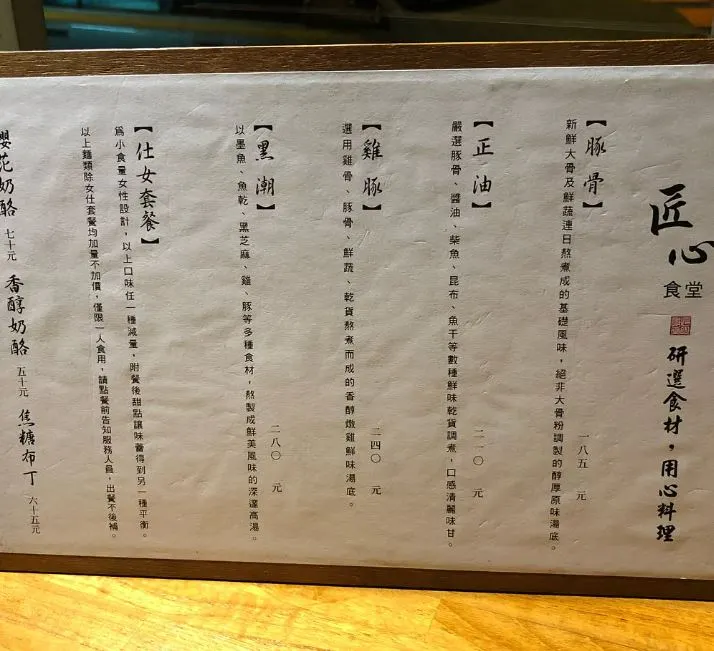 匠心
食堂
研選食材，用心料理
【豚骨】
新鮮大骨及鮮蔬連日熬煮成的基礎風味，絕非大骨粉調製的醇厚原味湯底。
一八五 元
【正油】
嚴選豚骨、醬油、柴魚、昆布、魚干等數種鮮味乾貨調煮，口感清麗味甘。
二一〇 元
【雞豚】
選用雞骨、豚骨、鮮蔬、乾貨熬煮而成的香醇燉雞鮮味湯底。
二四〇 元
【黑潮】
以墨魚、魚乾、黑芝麻、雞、豚等多種食材，熬製成鮮美風味的深邃高湯。
二八〇 元
【仕女套餐】
為小食量女性設計，以上口味任一種減量，附餐後甜點讓味蕾得到另一種平衡。
以上麵類除女仕套餐均加量不加價，僅限一人食用，請點餐前告知服務人員，出餐不後補。
櫻花奶酪 七十元 香醇奶酪 五十元 焦糖布丁 六十五元